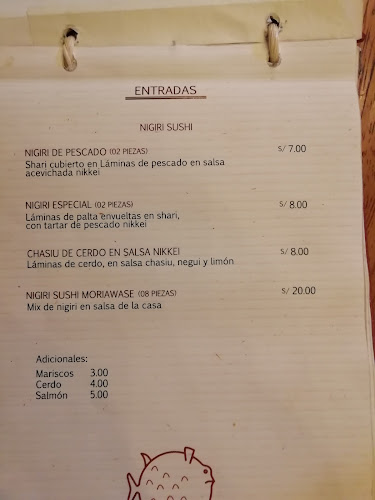 ENTRADAS
NIGIRI SUSHI
NIGIRI DE PESCADO (02 PIEZAS) S/ 7.00
Shari cubierto en Láminas de pescado en salsa
acevichada nikkei
NIGIRI ESPECIAL (02 PIEZAS) S/ 8.00
Láminas de palta envueltas en shari,
con tartar de pescado nikkei
CHASIU DE CERDO EN SALSA NIKKEI S/ 8.00
Láminas de cerdo, en salsa chasiu, negui y limón
NIGIRI SUSHI MORIAWASE (08 PIEZAS) S/ 20.00
Mix de nigiri en salsa de la casa
Adicionales:
Mariscos 3.00
Cerdo 4.00
Salmón 5.00